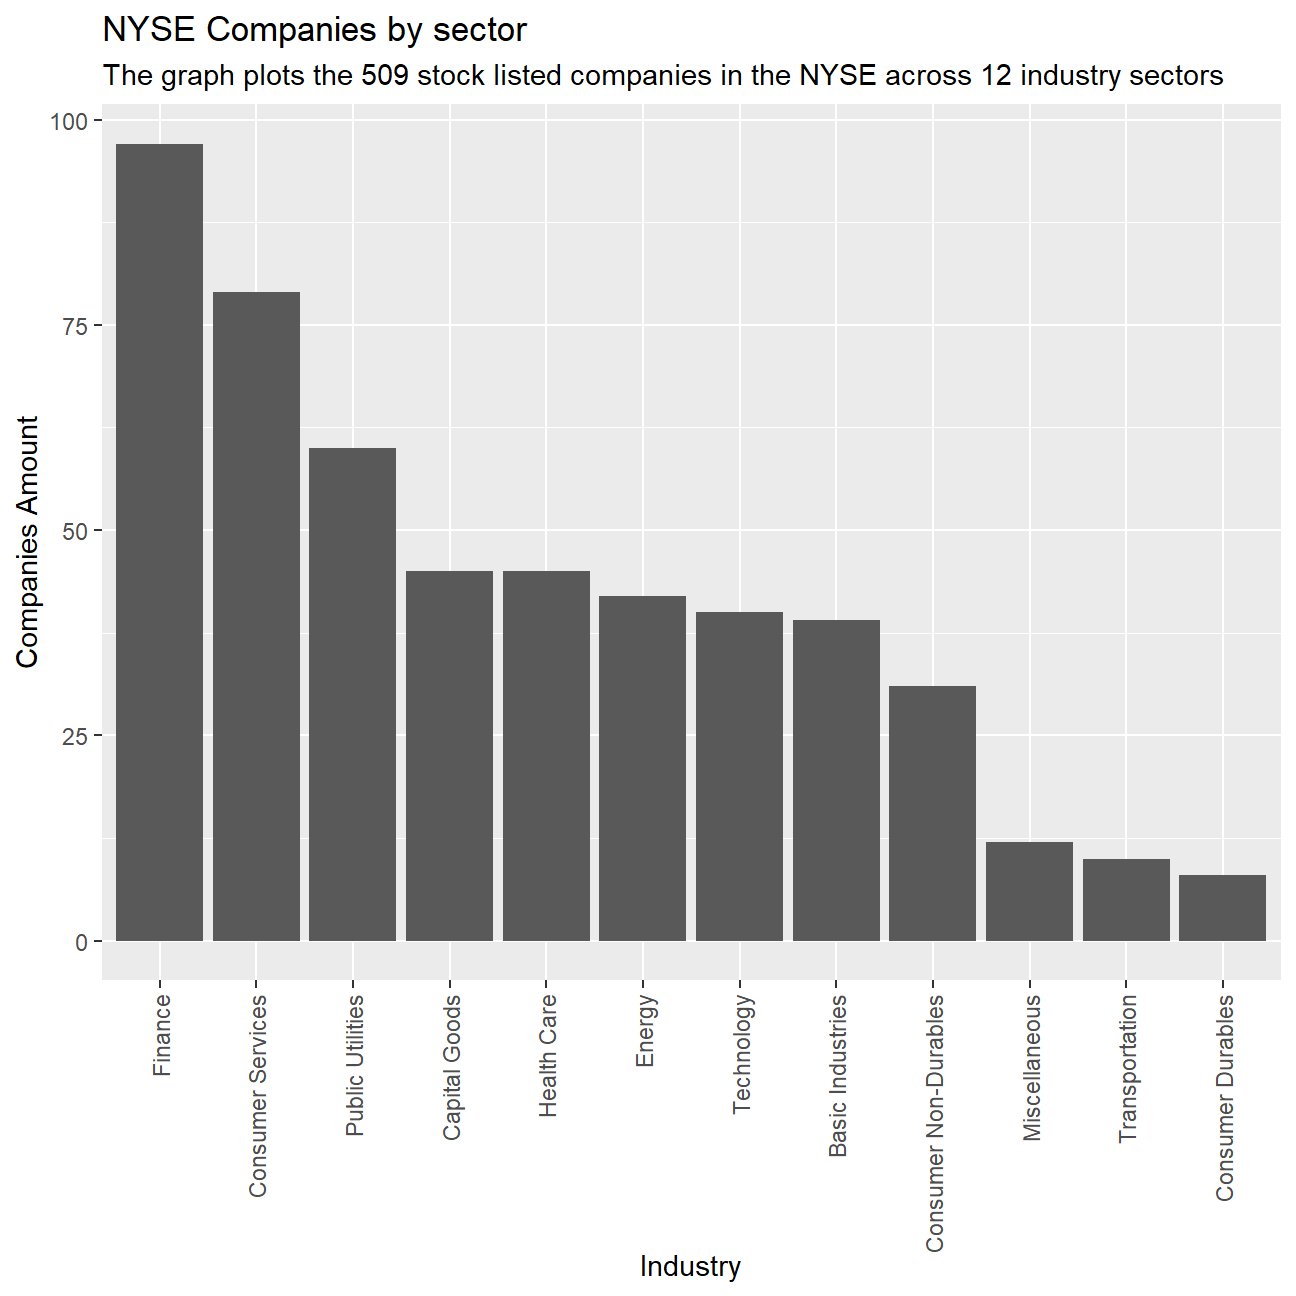 NYSE Companies by sector
The graph plots the 509 stock listed companies in the NYSE across 12 industry sectors
Companies Amount
100
75
50
25
0
Finance
Consumer Services
Public Utilities
Capital Goods
Health Care
Energy
Technology
Basic Industries
Consumer Non-Durables
Miscellaneous
Transportation
Consumer Durables
Industry